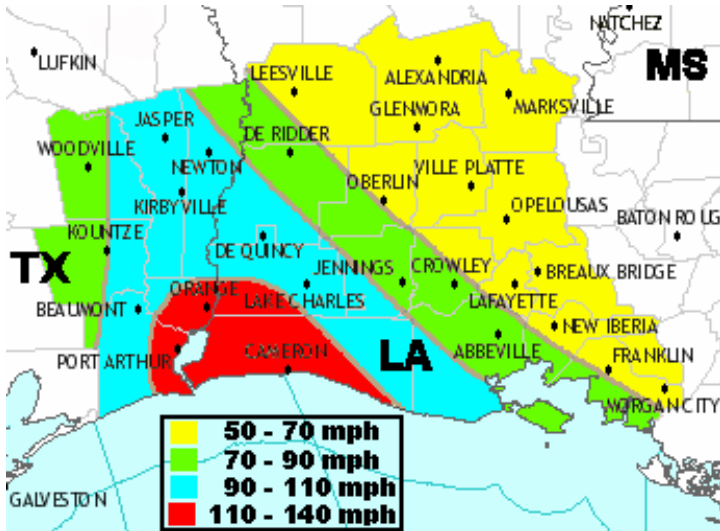 NATCHEZ
LUFKIN
LEESVILLE
ALEXANDRIA
MS
MARKSVILLE
GLENMORA
JASPER
WOODVILLE
DE RIDDER
NEWTON
VILLE PLATTE
OBERLIN
KIRBYVILLE
OPELOUSAS
BATON ROUG
KOUNTZE
DE QUINCY
TX
JENNINGS
CROWLEY
BREAUX BRIDGE
ORANGE
LAKE CHARLES
LAFAYETTE
BEAUMONT
NEW IBERIA
ABBEVILLE
PORT ARTHUR
CAMERON
LA
FRANKLIN
MORGAN CITY
50 - 70 mph
70 - 90 mph
90 - 110 mph
110 - 140 mph
GALVESTON